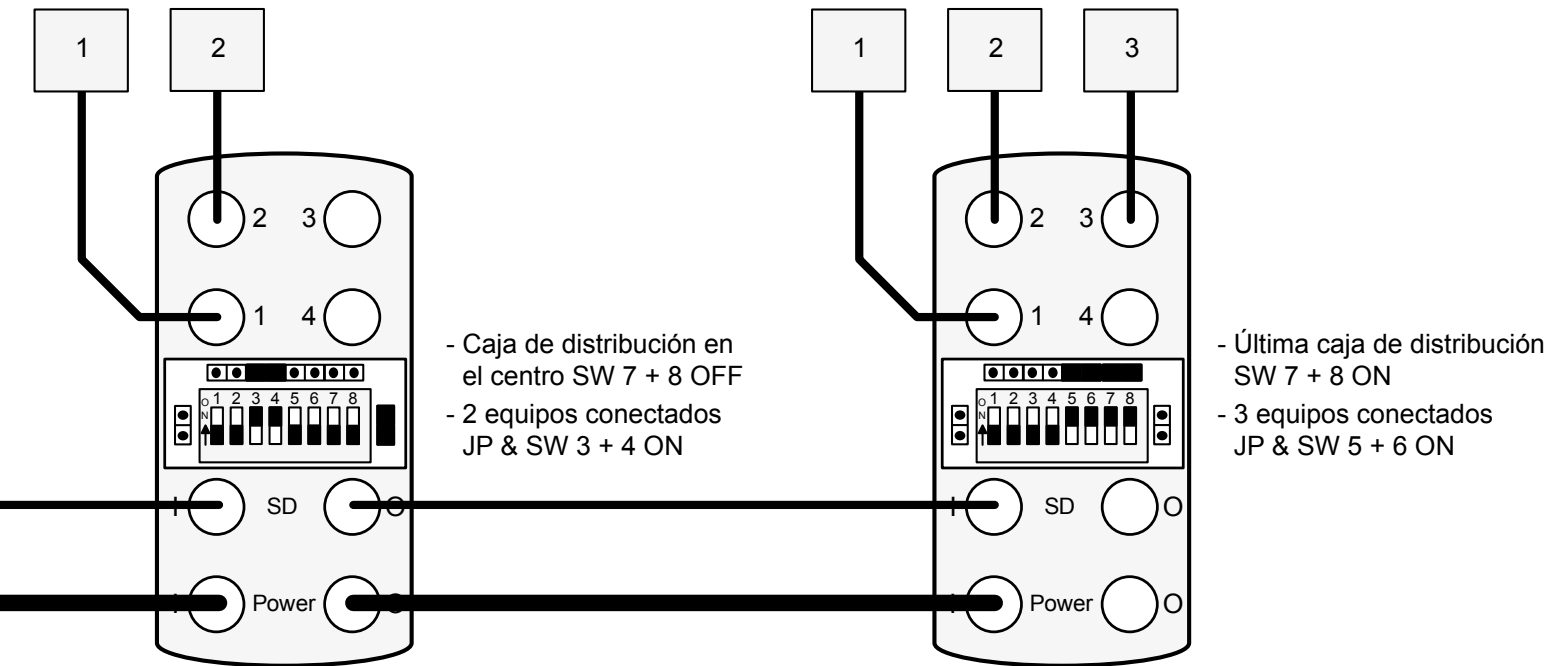 1 2
2 3
1 4
O 1 2 3 4 5 6 7 8
N
I SD O
I Power O
- Caja de distribución en
el centro SW 7 + 8 OFF
- 2 equipos conectados
JP & SW 3 + 4 ON
1 2 3
2 3
1 4
O 1 2 3 4 5 6 7 8
N
I SD O
I Power O
- Última caja de distribución
SW 7 + 8 ON
- 3 equipos conectados
JP & SW 5 + 6 ON